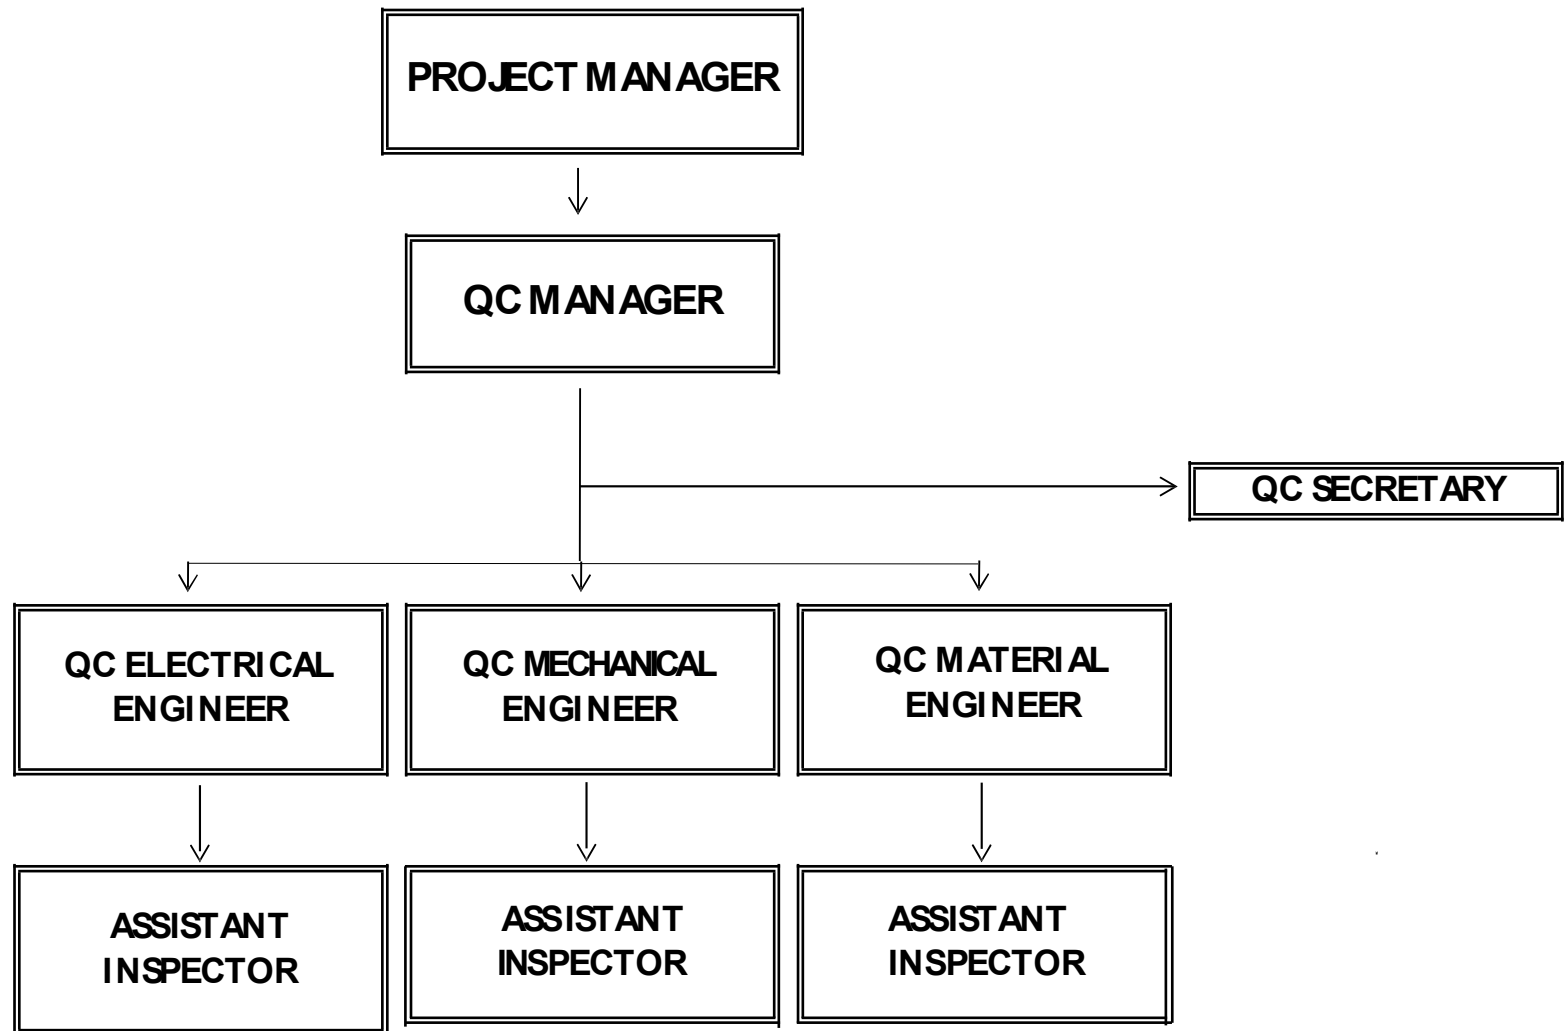 PROJECT MANAGER
QC MANAGER
QC SECRETARY
QC ELECTRICAL
ENGINEER
QC MECHANICAL
ENGINEER
QC MATERIAL
ENGINEER
ASSISTANT
INSPECTOR
ASSISTANT
INSPECTOR
ASSISTANT
INSPECTOR